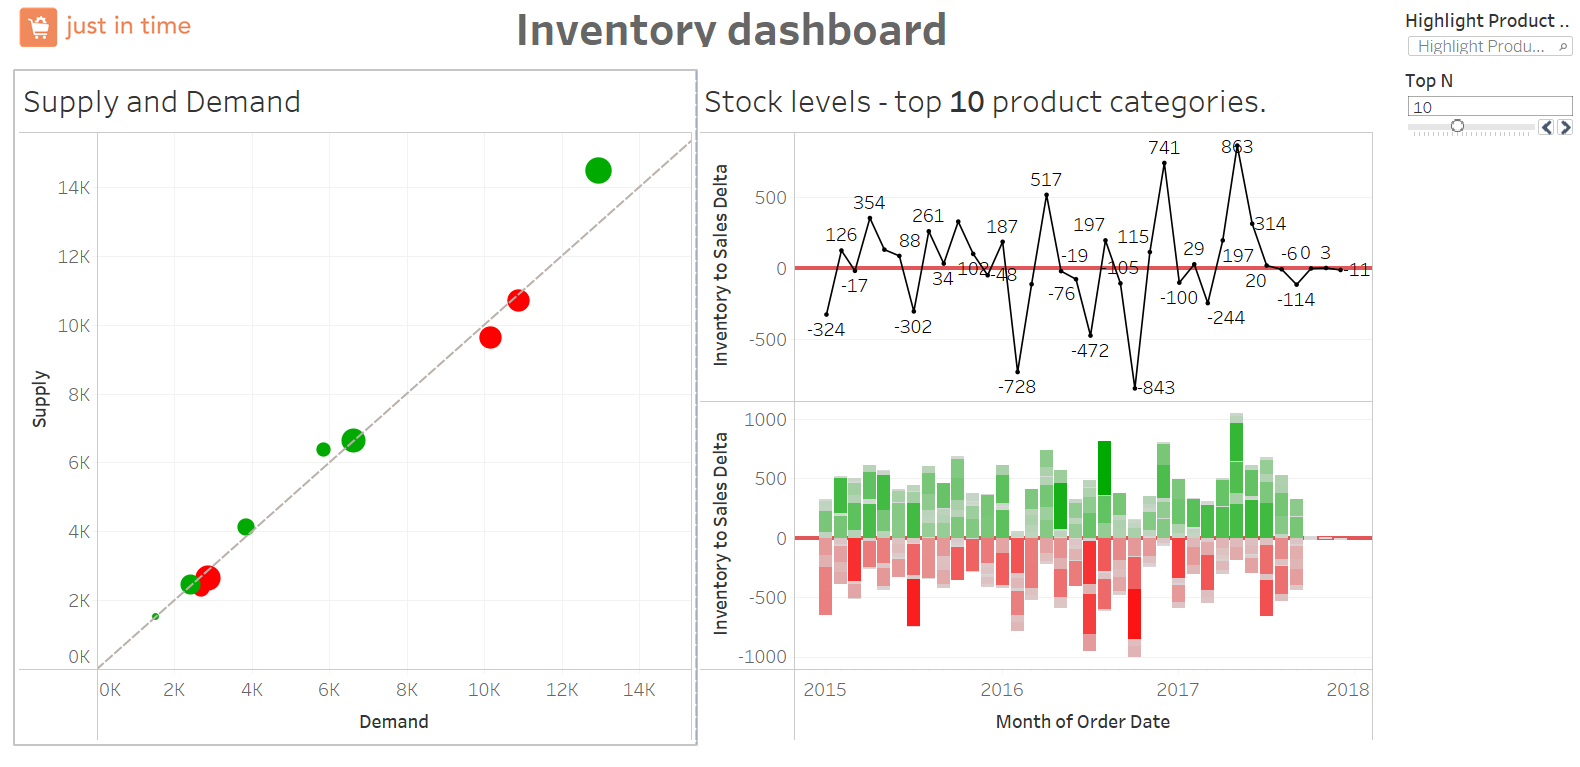 just in time
Inventory dashboard
Highlight Product ..
Highlight Produ...
Top N
10
Supply and Demand
14K
12K
10K
8K
6K
4K
2K
0K
Supply
0K 2K 4K 6K 8K 10K 12K 14K
Demand
Stock levels - top 10 product categories.
Inventory to Sales Delta
500
0
-500
-324
126
-17
354
88
-302
261
34
102
-48
187
-728
517
-19
-76
-472
197
-105
-843
115
741
-100
29
-244
197
863
314
20
-6
-114
0
3
-11
Inventory to Sales Delta
1000
500
0
-500
-1000
2015 2016 2017 2018
Month of Order Date